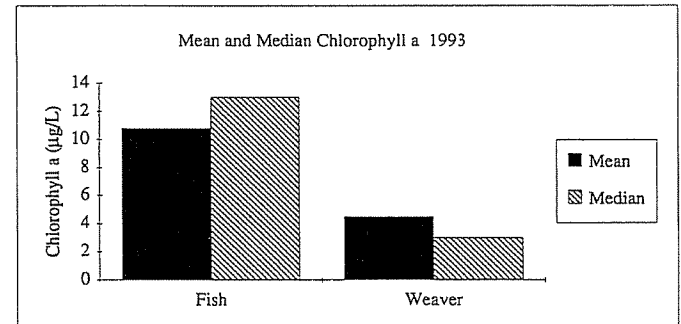 Mean and Median Chlorophyll a 1993
Chlorophyll a (µg/L)
14
12
10
8
6
4
2
0
Fish
Weaver
Mean
Median